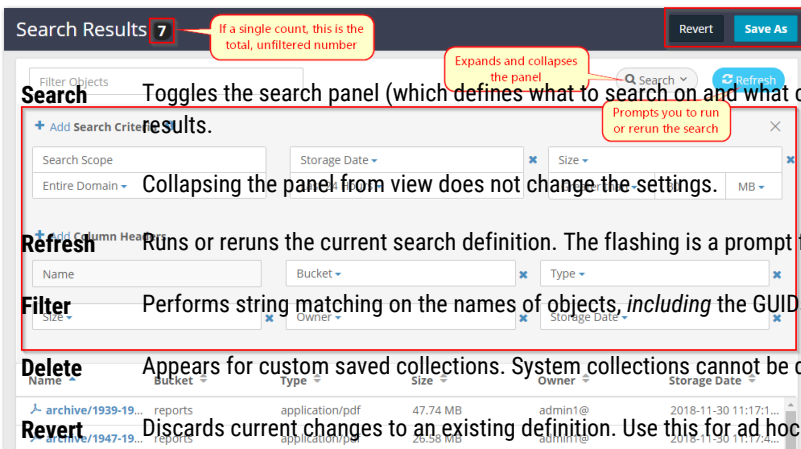 Search Results 7
If a single count, this is the
total, unfiltered number
Revert
Save As
Expands and collapses
the panel
Filter Objects
Search
Refresh
Search Toggles the search panel (which defines what to search on and what
Prompts you to run
or rerun the search
+ Add Search Criteria
results.
Search Scope
Storage Date
Size
Entire Domain
Collapsing the panel from view does not change the settings.
MB
+ Add Column Headers
Refresh Runs or reruns the current search definition. The flashing is a prompt
Name
Bucket
Type
Filter Performs string matching on the names of objects, including the GUID
Size
Owner
Storage Date
Delete Appears for custom saved collections. System collections cannot be
Name Bucket Type Size Owner Storage Date
archive/1939-19... reports application/pdf 47.74 MB admin1@ 2018-11-30 11:17:1...
Revert Discards current changes to an existing definition. Use this for ad hoc
archive/1947-19... reports application/pdf 26.58 MB admin1@ 2018-11-30 11:17:4...